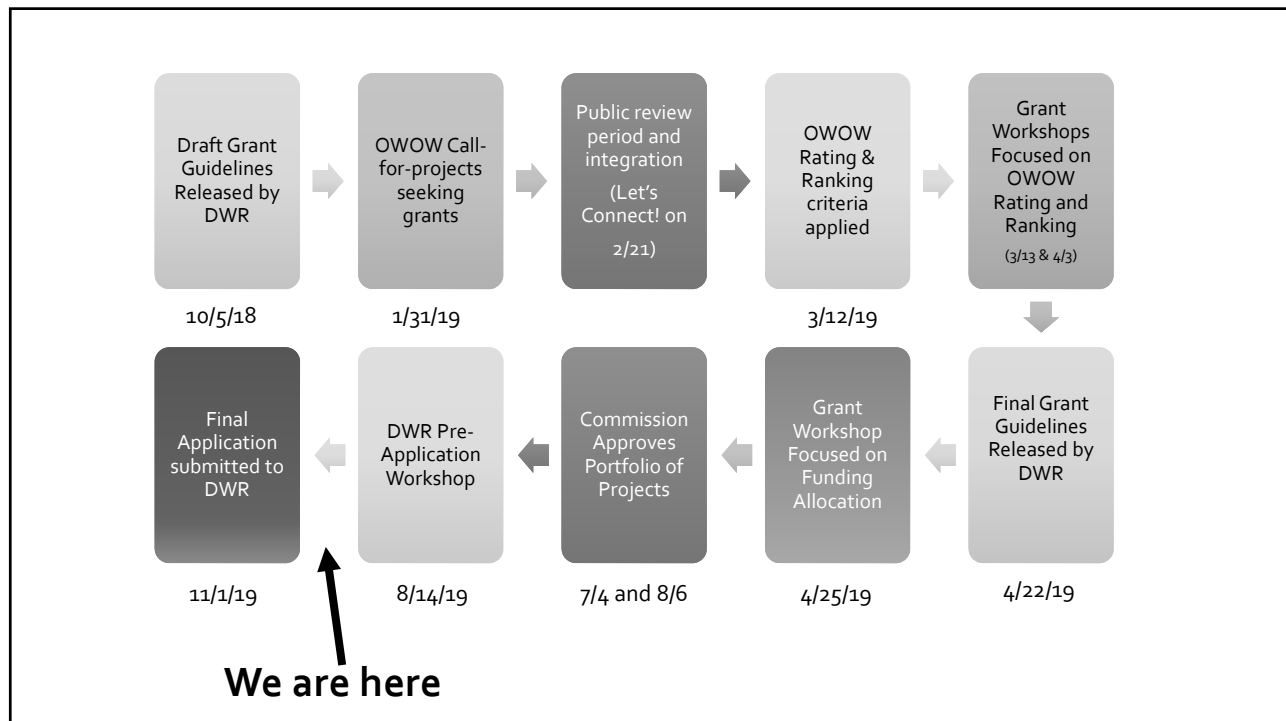 Draft Grant
Guidelines
Released by
DWR
10/5/18
OWOW Call-
for-projects
seeking
grants
1/31/19
Public review
period and
integration
(Let's
Connect! on
2/21)
OWOW
Rating &
Ranking
criteria
applied
3/12/19
Grant
Workshops
Focused on
OWOW
Rating and
Ranking
(3/13 & 4/3)
Final Grant
Guidelines
Released by
DWR
4/22/19
Grant
Workshop
Focused on
Funding
Allocation
4/25/19
Commission
Approves
Portfolio of
Projects
7/4 and 8/6
DWR Pre-
Application
Workshop
8/14/19
Final
Application
submitted to
DWR
11/1/19
We are here